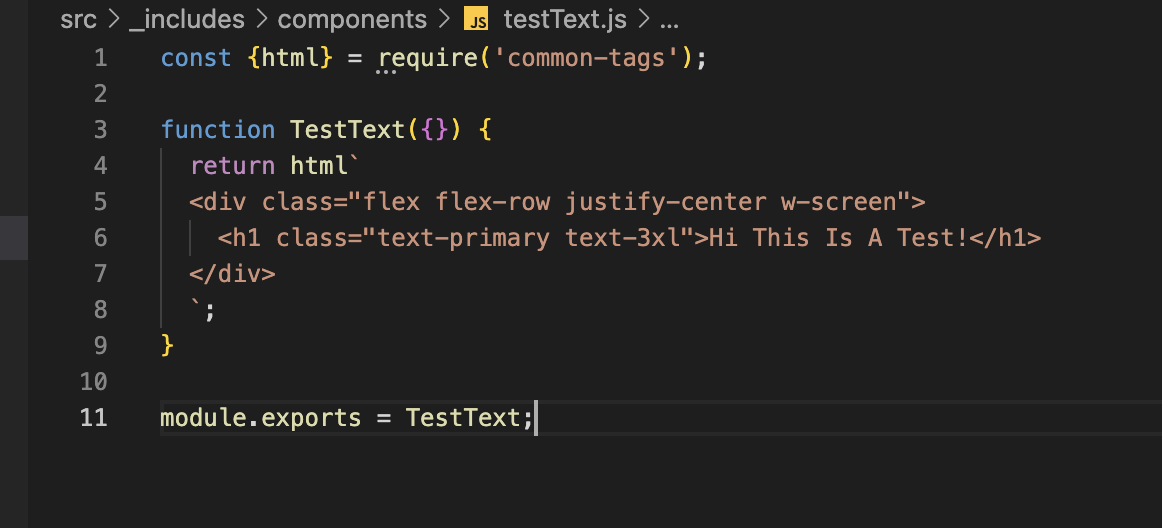 src > _includes > components > JS testText.js > ...
1 const {html} = require('common-tags');
2
3 function TestText({}) {
4   return html`
5   <div class="flex flex-row justify-center w-screen">
6     <h1 class="text-primary text-3xl">Hi This Is A Test!</h1>
7   </div>
8   `;
9 }
10
11 module.exports = TestText;